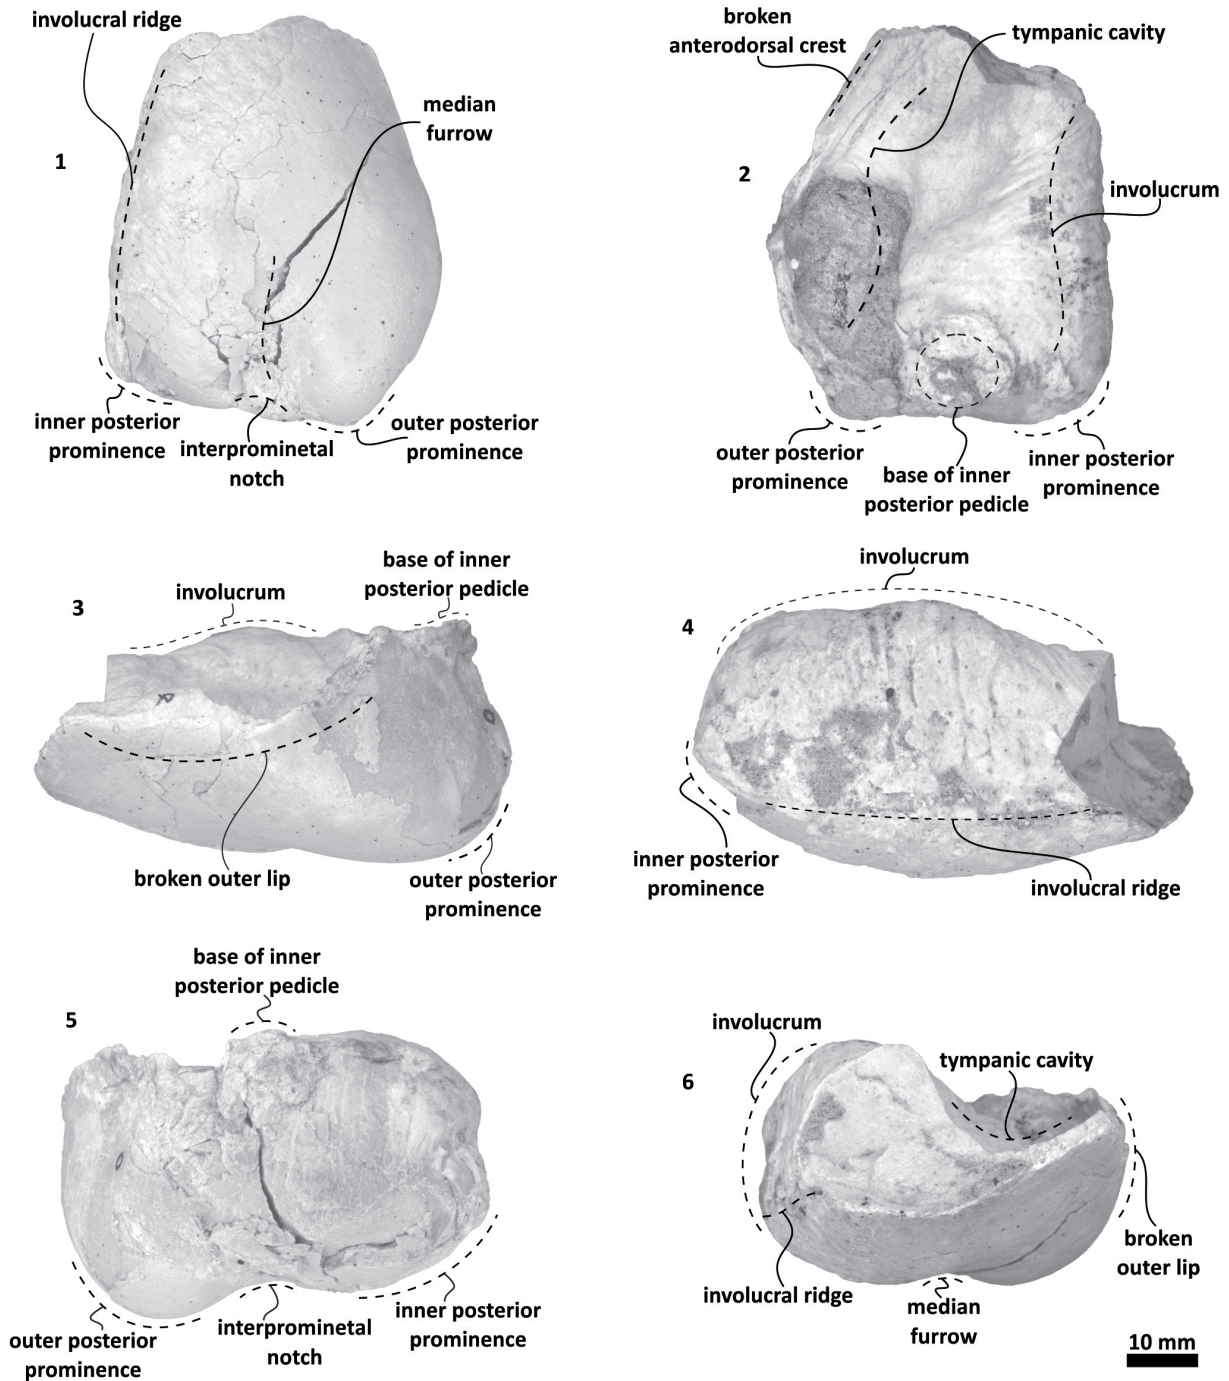 involucral ridge
median
furrow
1
inner posterior
prominence
interprominetal
notch
outer posterior
prominence
broken
anterodorsal crest
tympanic cavity
2
involucrum
outer posterior
prominence
base of inner
posterior pedicle
inner posterior
prominence
3
involucrum
base of inner
posterior pedicle
broken outer lip
outer posterior
prominence
involucrum
4
inner posterior
prominence
involucral ridge
base of inner
posterior pedicle
5
outer posterior
prominence
interprominetal
notch
inner posterior
prominence
involucrum
tympanic cavity
6
involucral ridge
median
furrow
broken
outer lip
10 mm